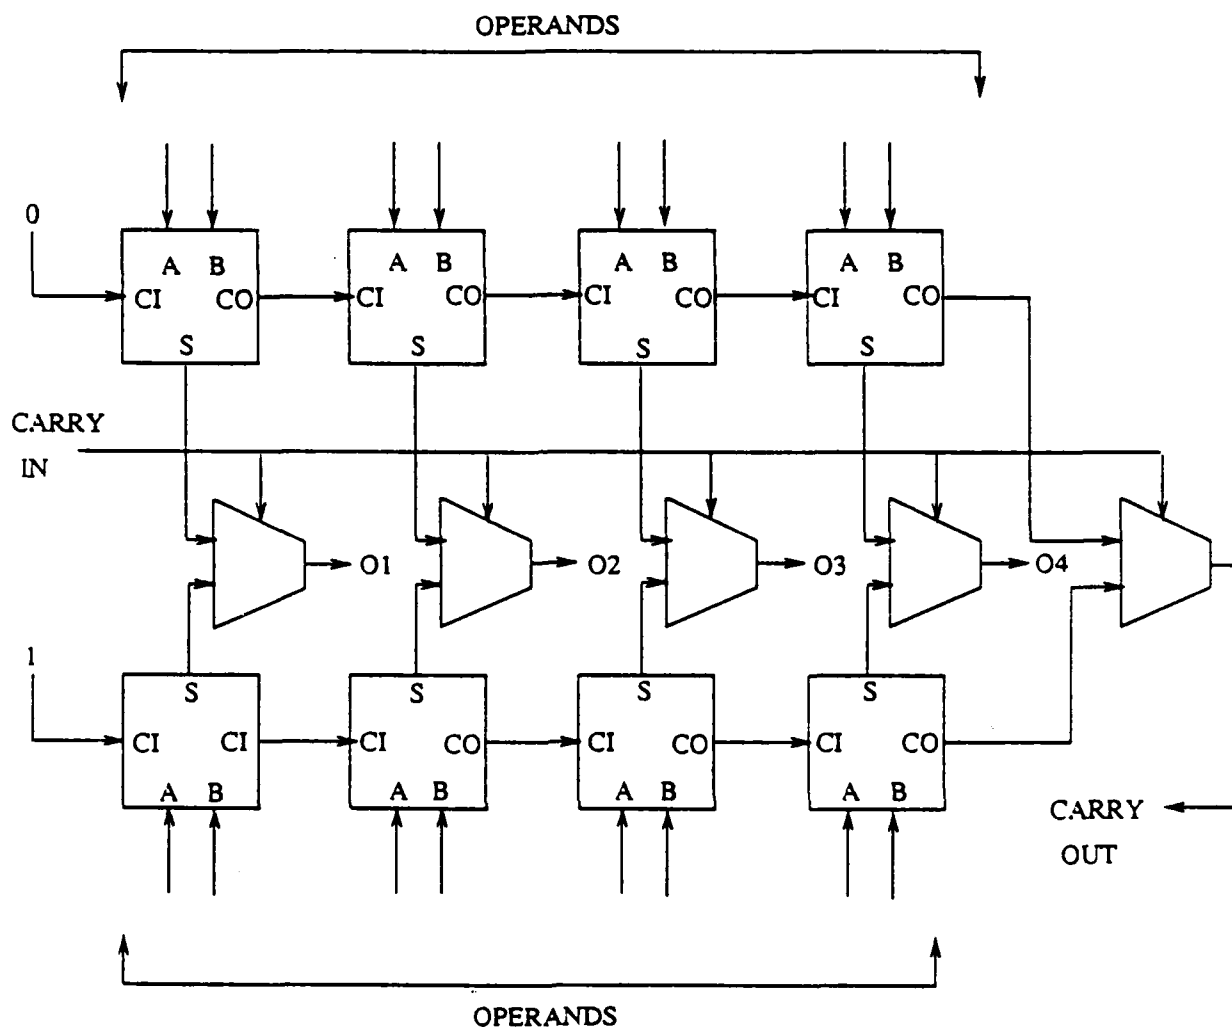 OPERANDS
0
A B A B A B A B
CI CO CI CO CI CO CI CO
S S S S
CARRY
IN
O1 O2 O3 O4
1
S S S S
CI CI CI CO CI CO CI CO
A B A B A B A B
CARRY
OUT
OPERANDS